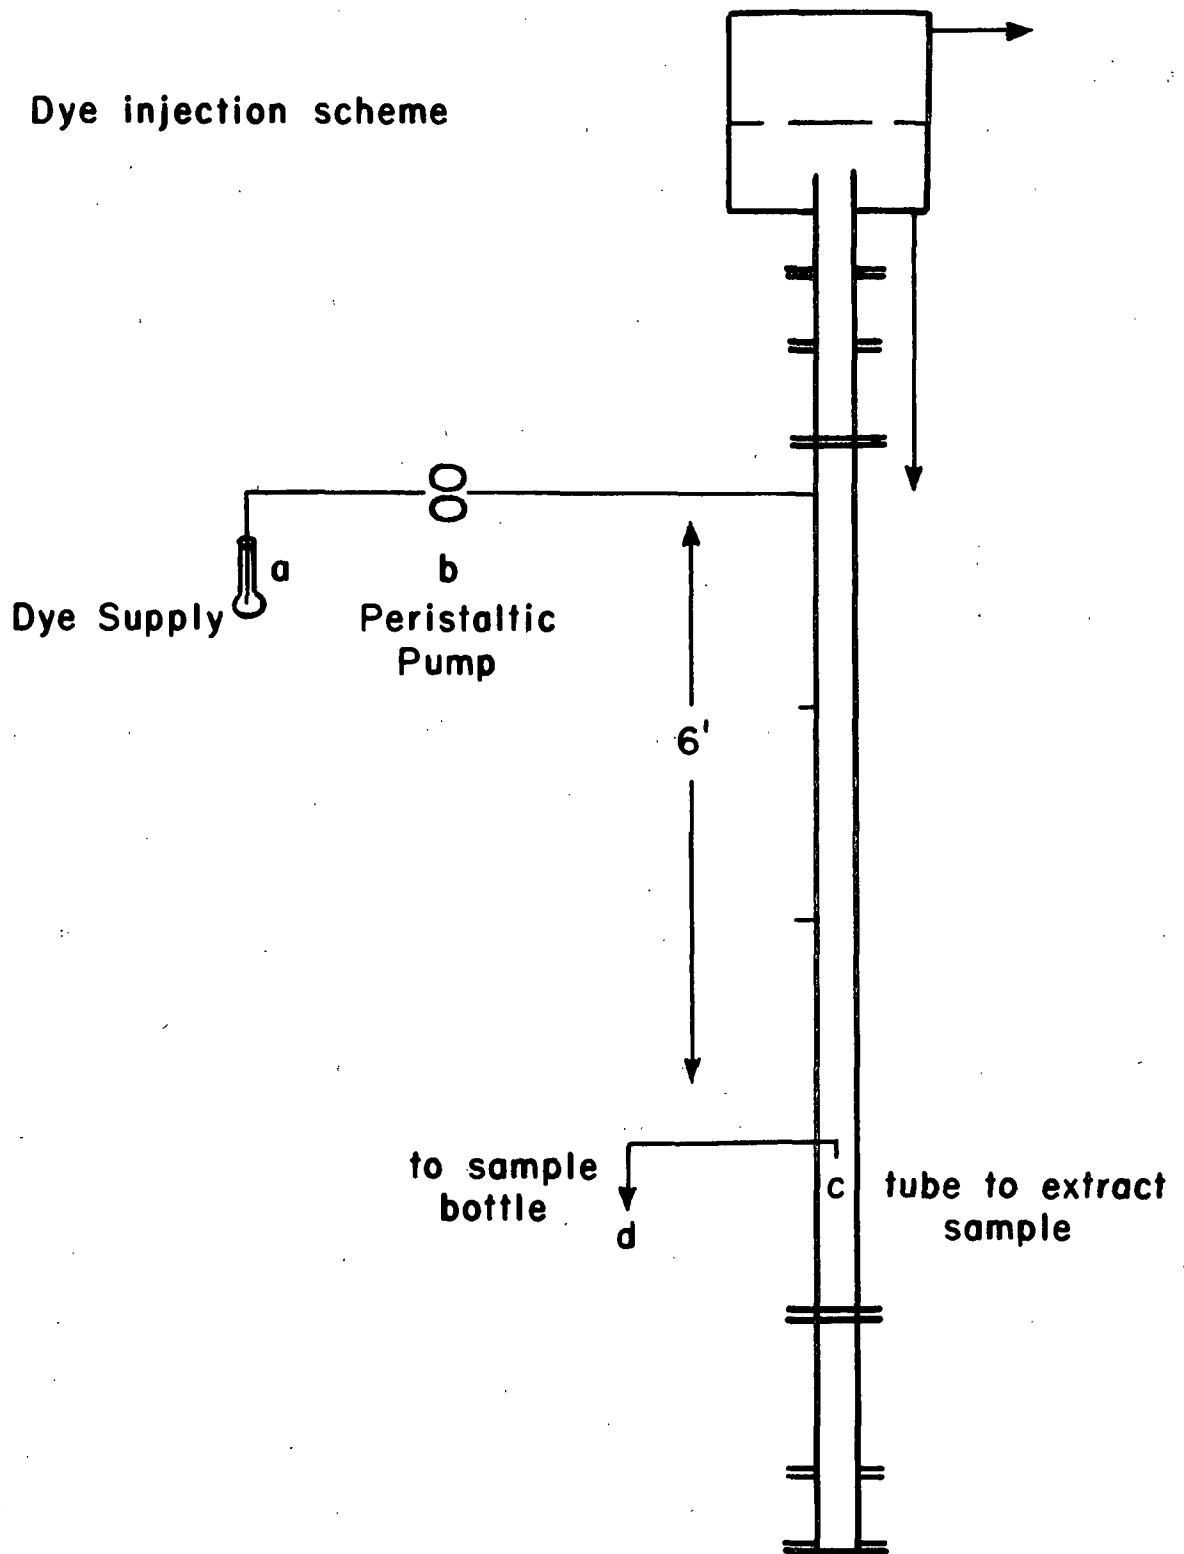 Dye injection scheme
a
b
Dye Supply
Peristaltic
Pump
6'
to sample
bottle
d
c
tube to extract
sample